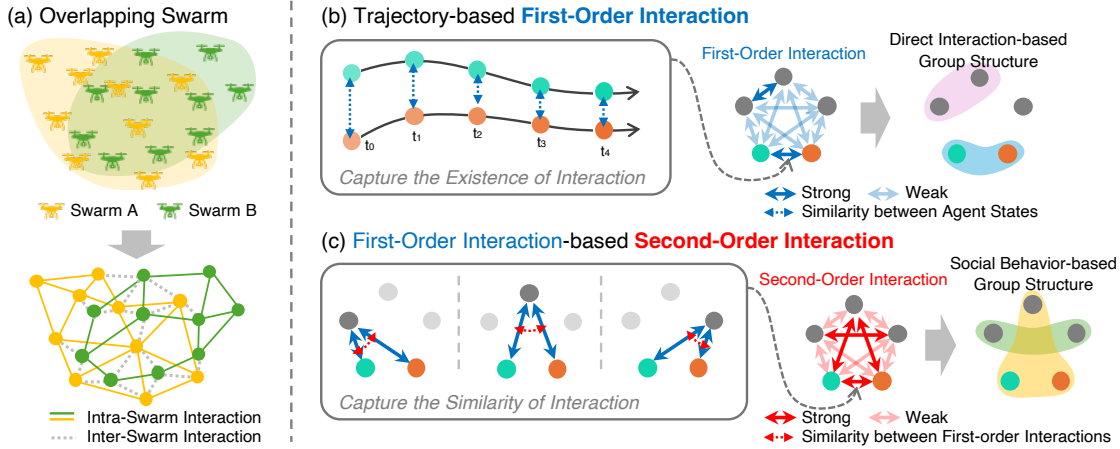 (a) Overlapping Swarm
Swarm A
Swarm B
Intra-Swarm Interaction
Inter-Swarm Interaction
(b) Trajectory-based First-Order Interaction
t0
t1
t2
t3
t4
Capture the Existence of Interaction
First-Order Interaction
Direct Interaction-based
Group Structure
Strong
Weak
Similarity between Agent States
(c) First-Order Interaction-based Second-Order Interaction
Capture the Similarity of Interaction
Second-Order Interaction
Social Behavior-based
Group Structure
Strong
Weak
Similarity between First-order Interactions